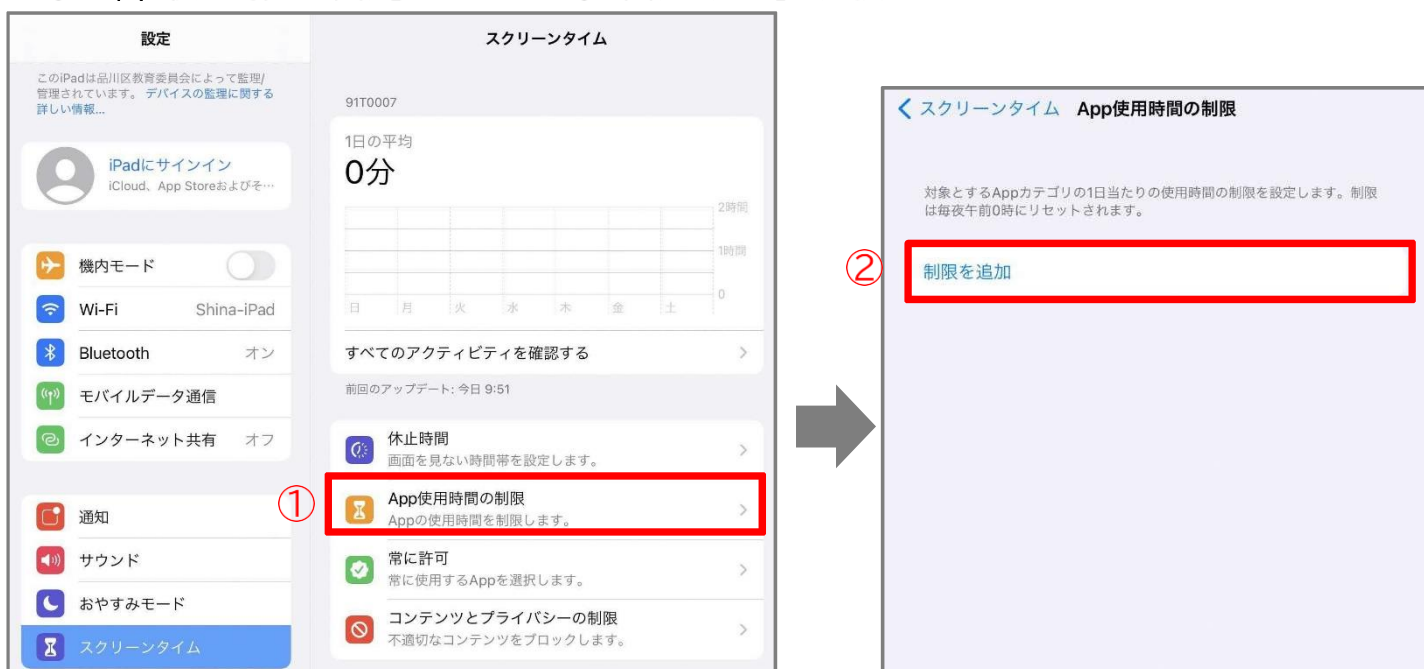 設定
このiPadは品川区教育委員会によって監理/
管理されています。 デバイスの監理に関する
詳しい情報...
iPadにサインイン
iCloud、App Storeおよびそ…
機内モード
Wi-Fi Shina-iPad
Bluetooth オン
モバイルデータ通信
インターネット共有 オフ
通知
サウンド
おやすみモード
スクリーンタイム
スクリーンタイム
91T0007
1日の平均
0分
2時間
1時間
0
日 月 火 水 木 金 土
すべてのアクティビティを確認する
前回のアップデート: 今日 9:51
休止時間
画面を見ない時間帯を設定します。
①
App使用時間の制限
Appの使用時間を制限します。
常に許可
常に使用するAppを選択します。
コンテンツとプライバシーの制限
不適切なコンテンツをブロックします。
スクリーンタイム App使用時間の制限
対象とするAppカテゴリの1日当たりの使用時間の制限を設定します。制限
は毎夜午前0時にリセットされます。
②
制限を追加